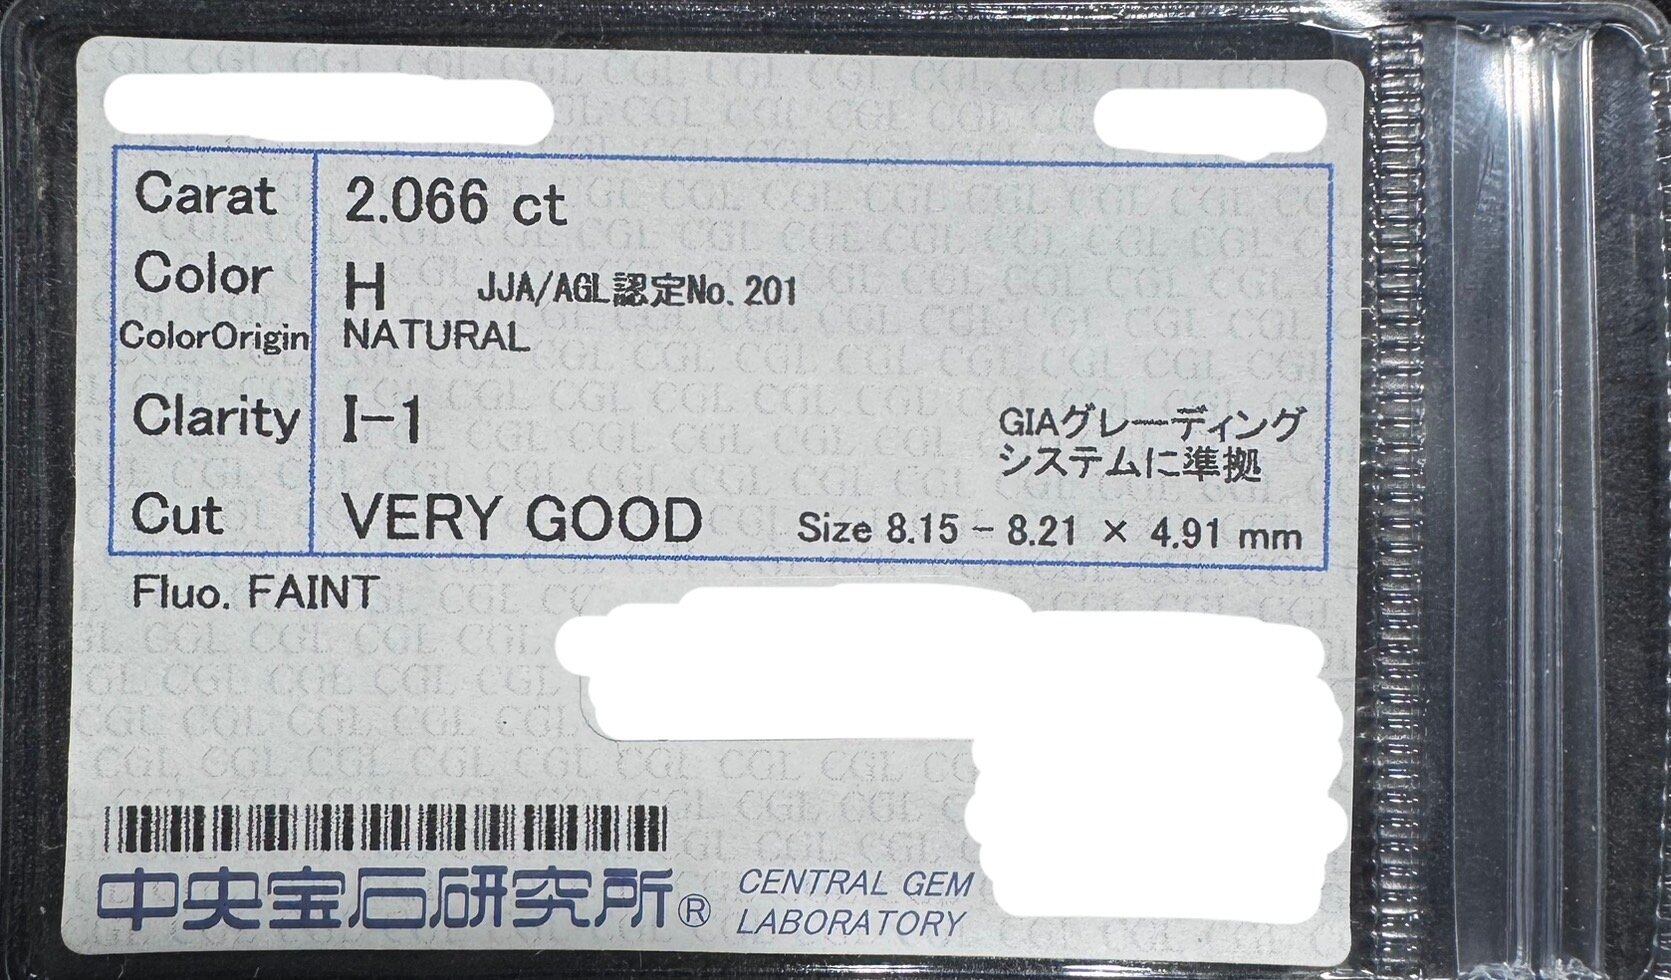 Carat 2.066 ct
Color H JJA/AGL認定No. 201
ColorOrigin NATURAL
Clarity I-1
GIAグレーディング
システムに準拠
Cut VERY GOOD Size 8.15 - 8.21 × 4.91 mm
Fluo. FAINT
中央宝石研究所® CENTRAL GEM
LABORATORY